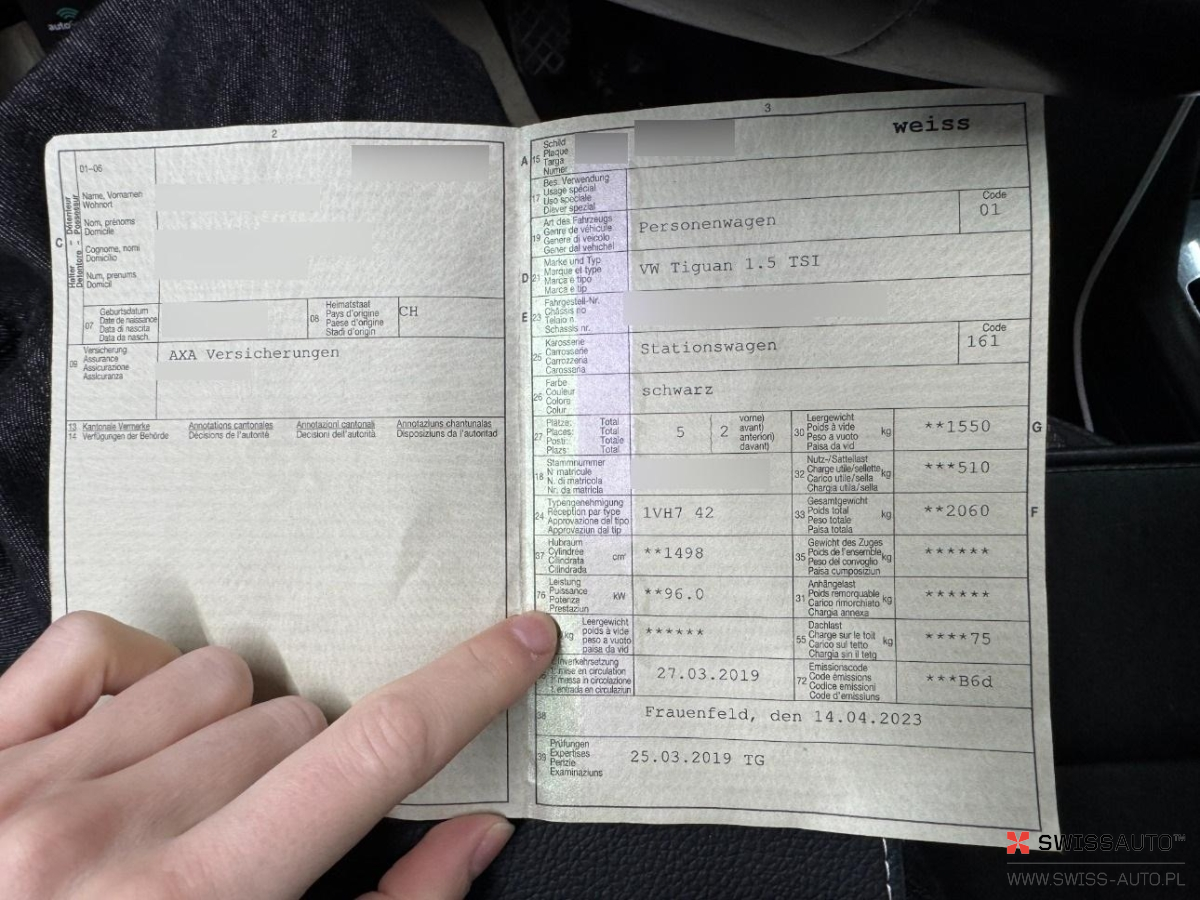 auto
2
01-06
Détenteur Possessur
C
Halter Detentore
Name, Vornamen
Wohnort
Nom, prénoms
Domicile
Cognome, nomi
Domicilio
Num, prenums
Domicil
07
Geburtsdatum
Date de naissance
Data di nascita
Data da nasch.
08
Heimatstaat
Pays d'origine
Paese d'origine
Stadi d'origin
CH
09
Versicherung
Assurance
Assicurazione
Assicuranza
AXA Versicherungen
13 Kantonale Vermerke Annotations cantonales Annotazioni cantonali Annotaziuns chantunalas
14 Verfügungen der Behörde Décisions de l'autorité Decisioni dell'autorità Disposiziuns da l'autoritad
3
A 15
Schild
Plaque
Targa
Numer
weiss
17
Bes. Verwendung
Usage spécial
Uso speciale
Diever spezial
19
Art des Fahrzeugs
Genre de véhicule
Genere di veicolo
Gener dal vehichel
Personenwagen
Code
01
D 21
Marke und Typ
Marque et type
Marca e tipo
Marca e tip
VW Tiguan 1.5 TSI
E 23
Fahrgestell-Nr.
Châssis no
Telaio n.
Schassis nr.
25
Karosserie
Carrosserie
Carrozzeria
Carossaria
Stationswagen
Code
161
26
Farbe
Couleur
Colore
Colur
schwarz
27
Plätze: Total
Places: Total
Posti: Totale
Plazs: Total
5
2
vorne)
avant)
anteriori)
davant)
30
Leergewicht
Poids à vide
Peso a vuoto
Paisa da vid
kg
**1550
G
18
Stammnummer
N matricule
N. di matricola
Nr. da matricla
32
Nutz-/Sattellast
Charge utile/sellette
Carico utile/sella
Chargia utila/sella
kg
***510
24
Typengenehmigung
Réception par type
Approvazione del tipo
Approvaziun dal tip
1VH7 42
33
Gesamtgewicht
Poids total
Peso totale
Paisa totala
kg
**2060
F
37
Hubraum
Cylindrée
Cilindrata
Cilindrada
cm³
**1498
35
Gewicht des Zuges
Poids de l'ensemble
Peso del convoglio
Paisa cumposiziun
kg
******
76
Leistung
Puissance
Potenza
Prestaziun
kW
**96.0
31
Anhängelast
Poids remorquable
Carico rimorchiato
Chargia annexa
kg
******
kg
Leergewicht
poids à vide
peso a vuoto
paisa da vid
******
55
Dachlast
Charge sur le toit
Carico sul tetto
Chargia sin il tetg
kg
****75
1. Inverkehrsetzung
mise en circulation
messa in circolazione
entrada en circulaziun
27.03.2019
72
Emissionscode
Code émissions
Codice emissioni
Code d'emissiuns
***B6d
38
Frauenfeld, den 14.04.2023
39
Prüfungen
Expertises
Perizie
Examinaziuns
25.03.2019 TG
SWISSAUTO™
WWW.SWISS-AUTO.PL